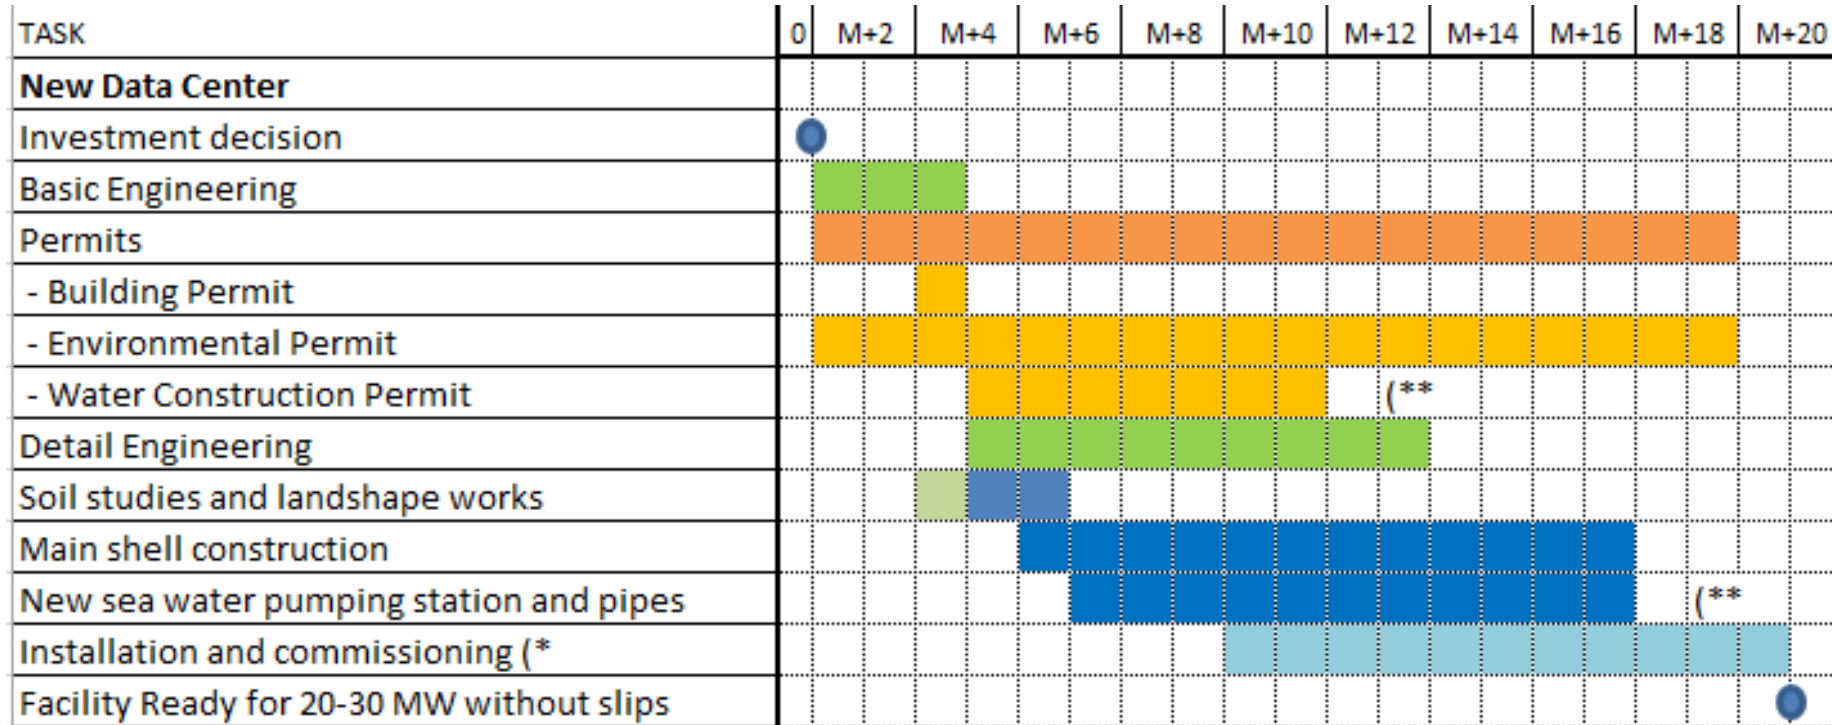 TASK 0 M+2 M+4 M+6 M+8 M+10 M+12 M+14 M+16 M+18 M+20
New Data Center
Investment decision
Basic Engineering
Permits
- Building Permit
- Environmental Permit
- Water Construction Permit (**
Detail Engineering
Soil studies and landshape works
Main shell construction
New sea water pumping station and pipes (**
Installation and commissioning (*
Facility Ready for 20-30 MW without slips